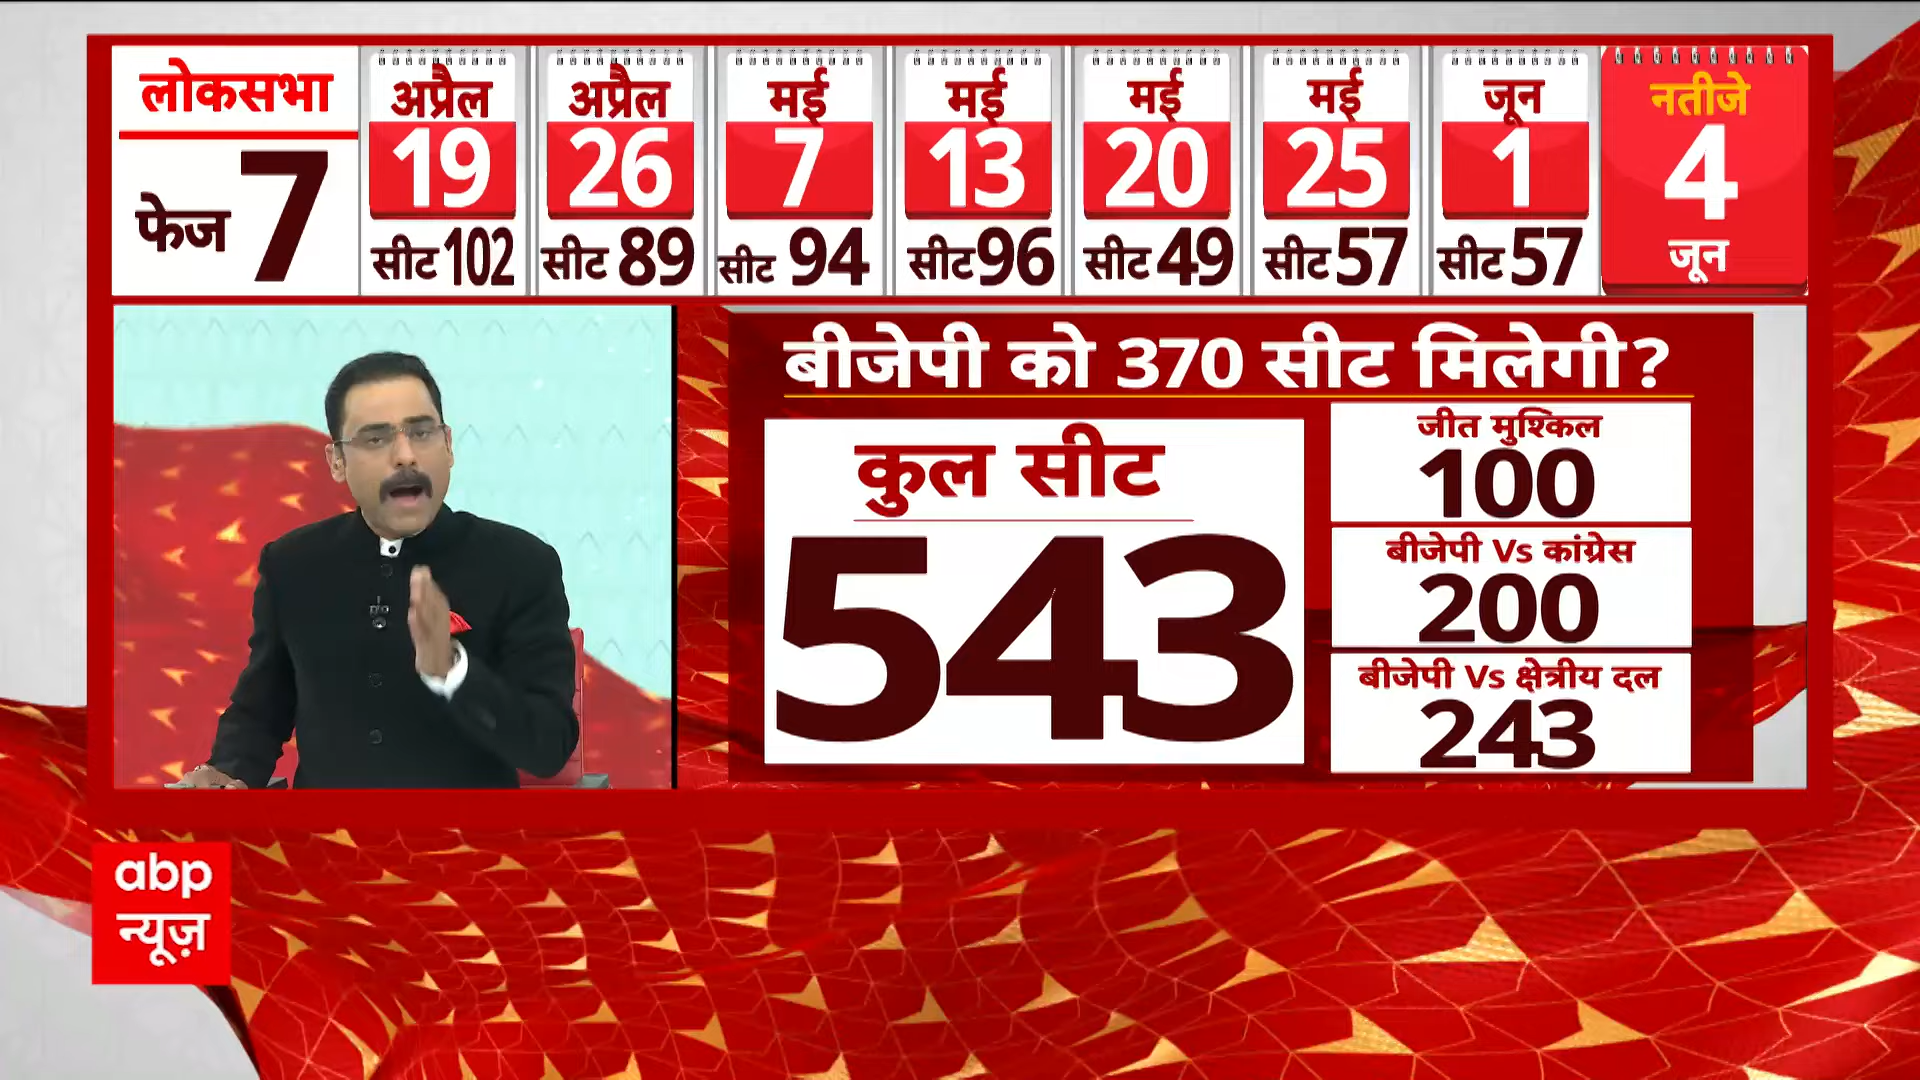 लोकसभा
फेज 7
अप्रैल
19
सीट 102
अप्रैल
26
सीट 89
मई
7
सीट 94
मई
13
सीट 96
मई
20
सीट 49
मई
25
सीट 57
जून
1
सीट 57
नतीजे
4
जून
बीजेपी को 370 सीट मिलेगी?
कुल सीट
543
जीत मुश्किल
100
बीजेपी Vs कांग्रेस
200
बीजेपी Vs क्षेत्रीय दल
243
abp
न्यूज़